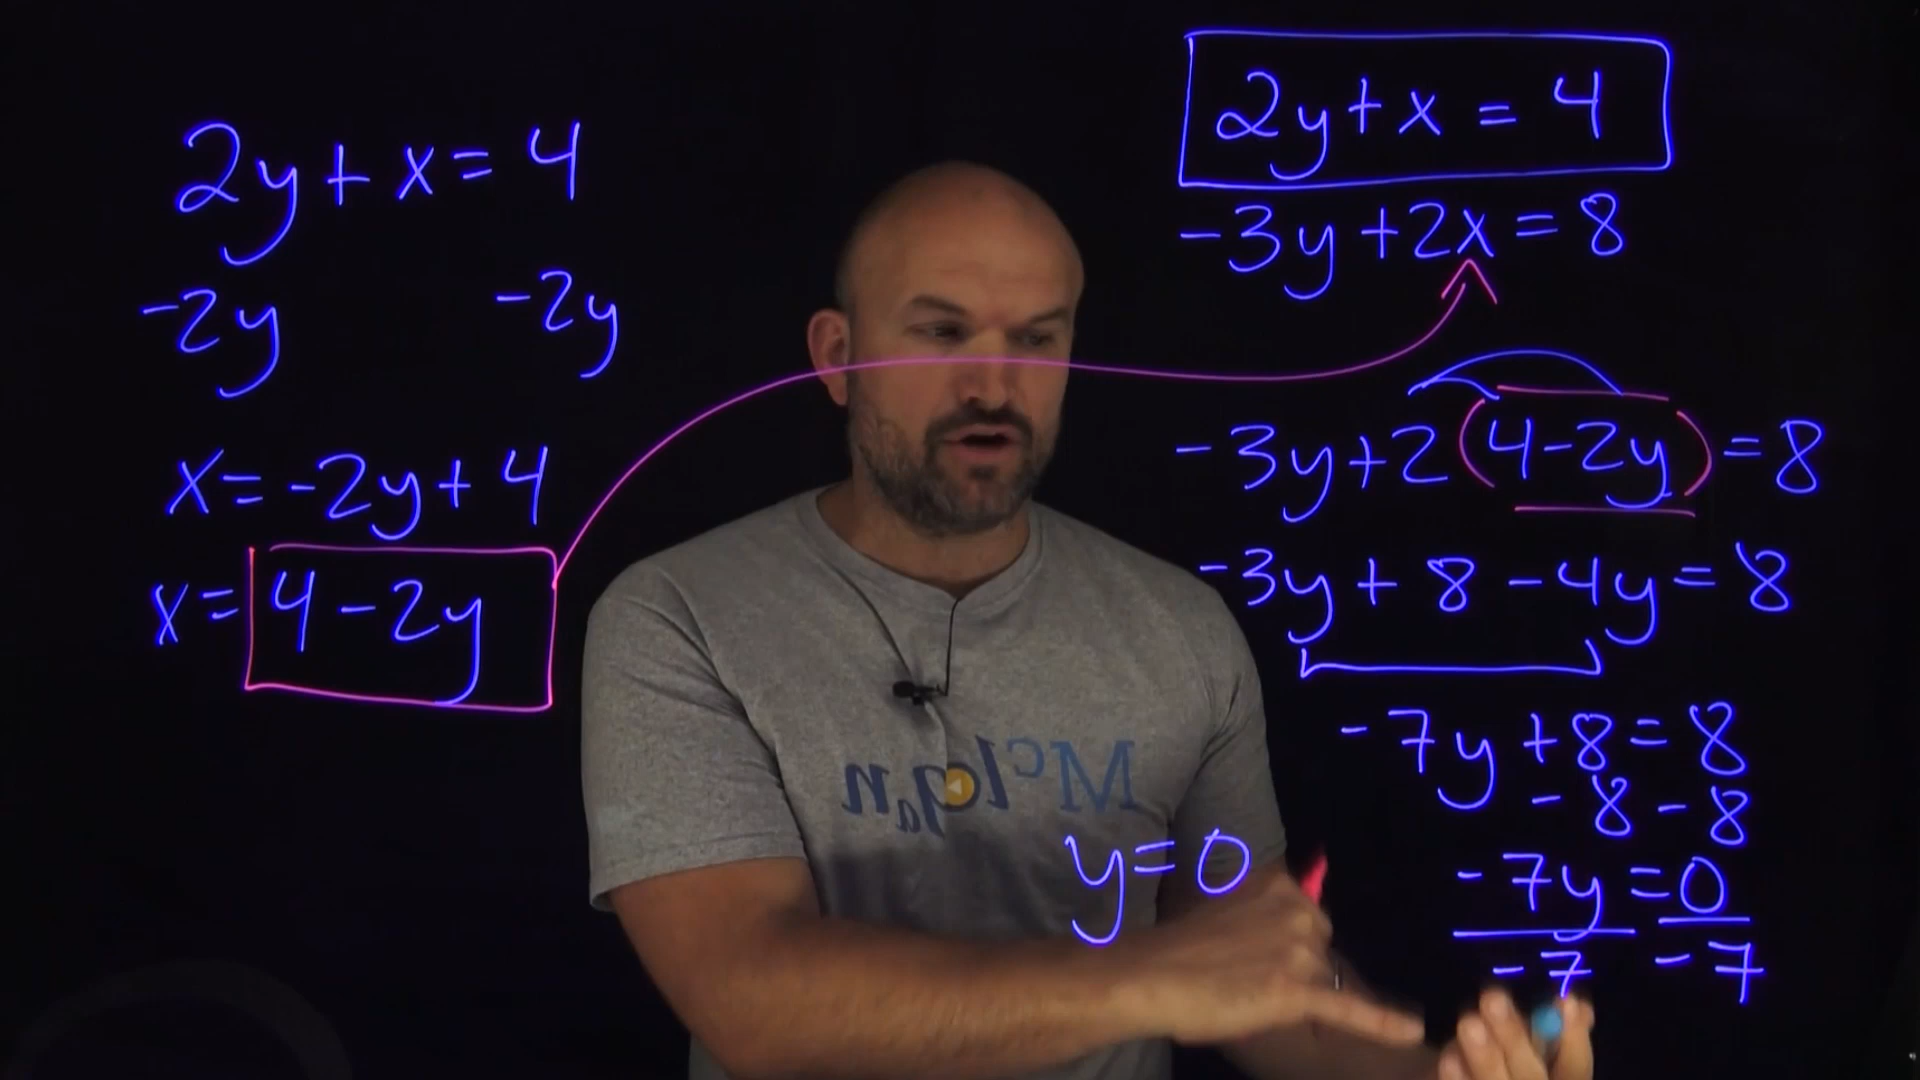 2y + x = 4
-2y -2y
x = -2y + 4
x = 4 - 2y
2y + x = 4
-3y + 2x = 8
-3y + 2(4 - 2y) = 8
-3y + 8 - 4y = 8
-7y + 8 = 8
- 8 - 8
-7y = 0
-7 -7
y = 0
McLogan